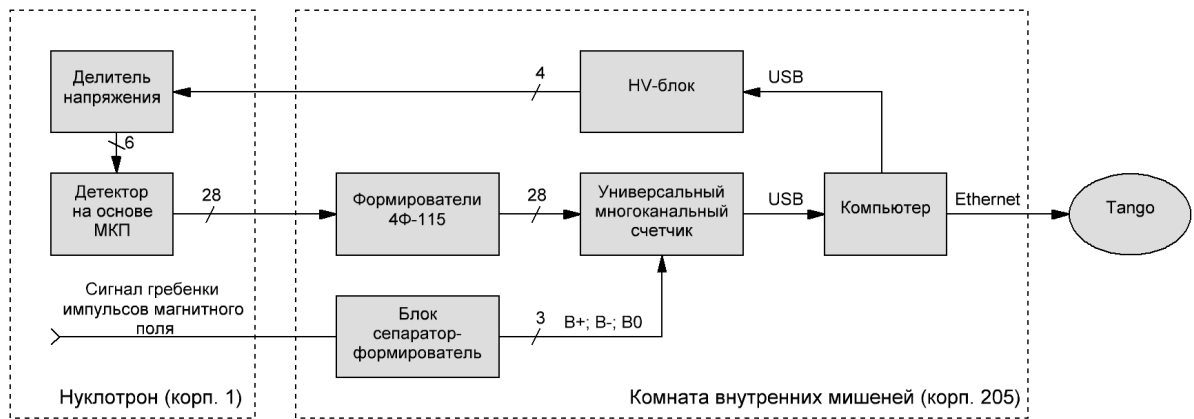 Делитель
напряжения
4
HV-блок
USB
6
Детектор
на основе
МКП
28
Формирователи
4Ф-115
28
Универсальный
многоканальный
счетчик
USB
Компьютер
Ethernet
Tango
Сигнал гребенки
импульсов магнитного
поля
Блок
сепаратор-
формирователь
3
B+; B-; B0
Нуклотрон (корп. 1)
Комната внутренних мишеней (корп. 205)